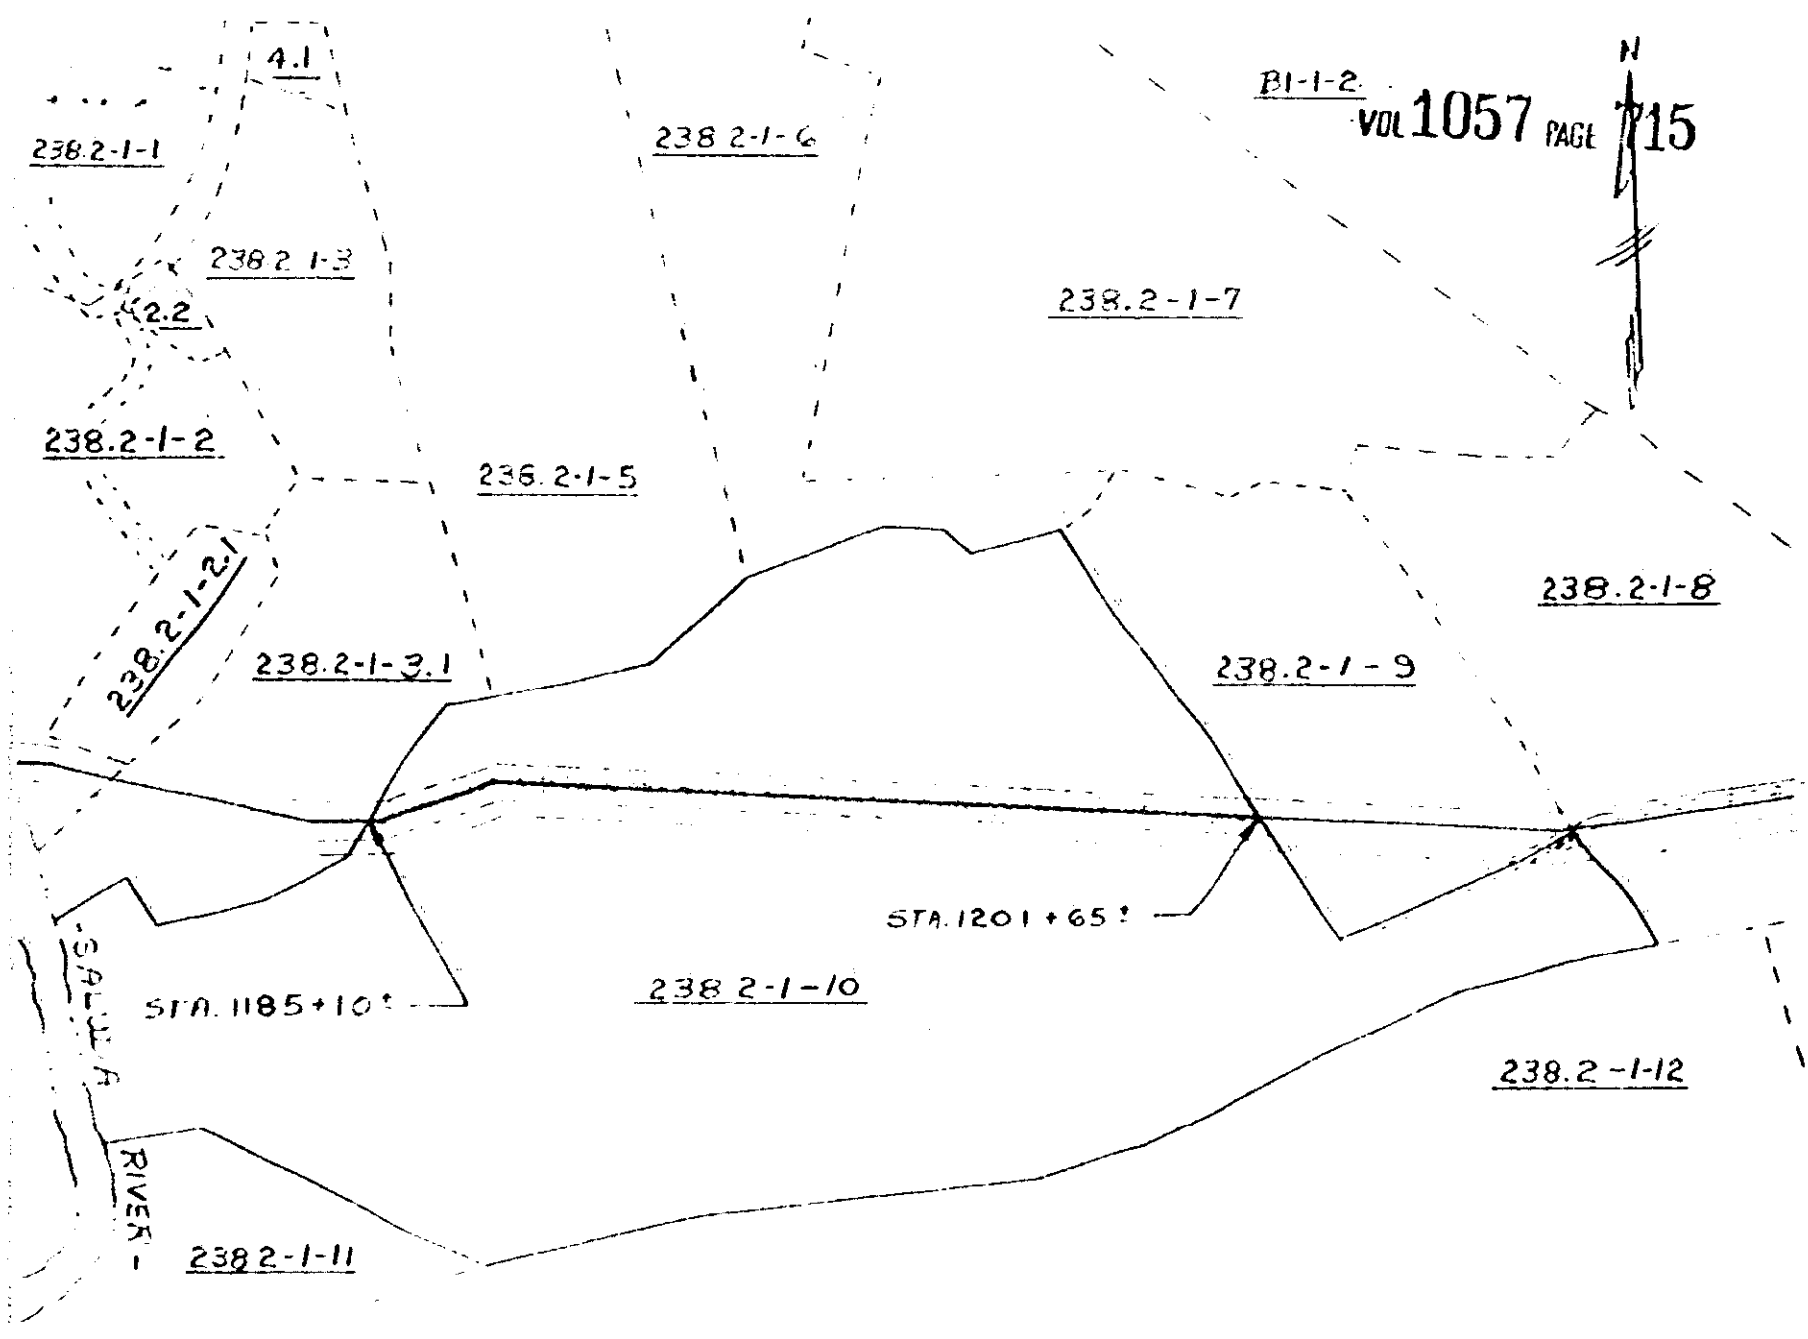 4.1
B1-1-2
VOL 1057 PAGE 715
N
238.2-1-1
238 2-1-6
238 2 1-3
2.2
238.2-1-7
238.2-1-2
238.2-1-5
238.2-1-2.1
238.2-1-8
238.2-1-3.1
238.2-1-9
STA. 1201+65±
STA. 1185+10±
238 2-1-10
-SALUDA RIVER-
238.2-1-12
238 2-1-11